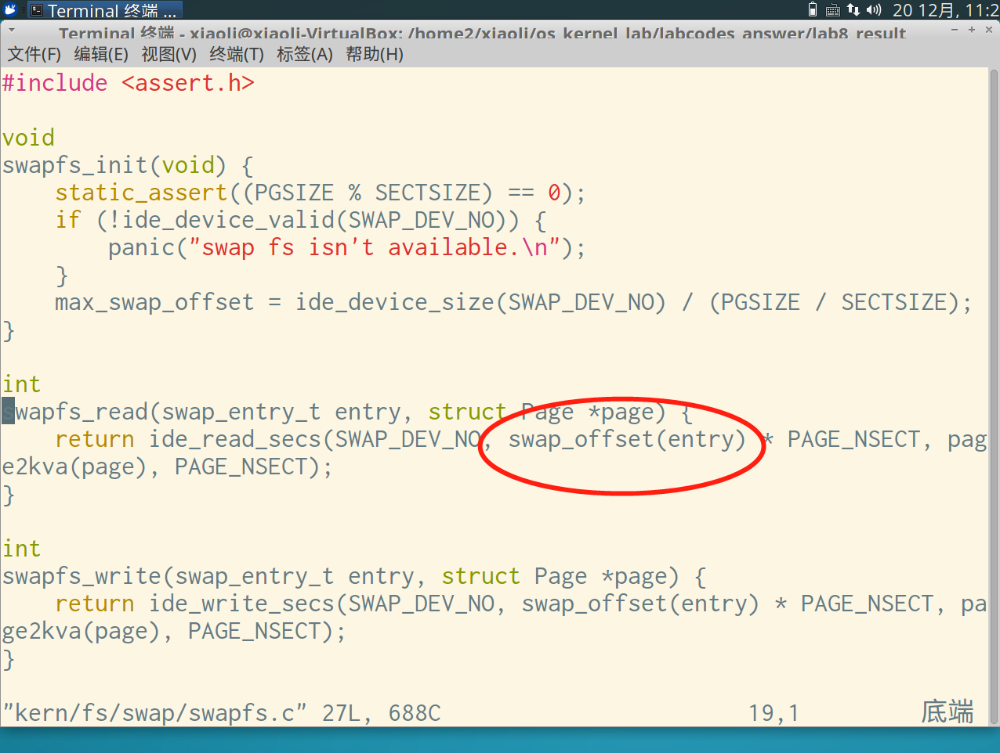 Terminal 终端 ...
20 12月, 11:2
Terminal 终端 - xiaoli@xiaoli-VirtualBox: /home2/xiaoli/os_kernel_lab/labcodes_answer/lab8_result
文件(F) 编辑(E) 视图(V) 终端(T) 标签(A) 帮助(H)
#include <assert.h>
void
swapfs_init(void) {
static_assert((PGSIZE % SECTSIZE) == 0);
if (!ide_device_valid(SWAP_DEV_NO)) {
panic("swap fs isn't available.\n");
}
max_swap_offset = ide_device_size(SWAP_DEV_NO) / (PGSIZE / SECTSIZE);
}
int
swapfs_read(swap_entry_t entry, struct Page *page) {
return ide_read_secs(SWAP_DEV_NO, swap_offset(entry) * PAGE_NSECT, pag
e2kva(page), PAGE_NSECT);
}
int
swapfs_write(swap_entry_t entry, struct Page *page) {
return ide_write_secs(SWAP_DEV_NO, swap_offset(entry) * PAGE_NSECT, pa
ge2kva(page), PAGE_NSECT);
}
"kern/fs/swap/swapfs.c" 27L, 688C 19,1 底端